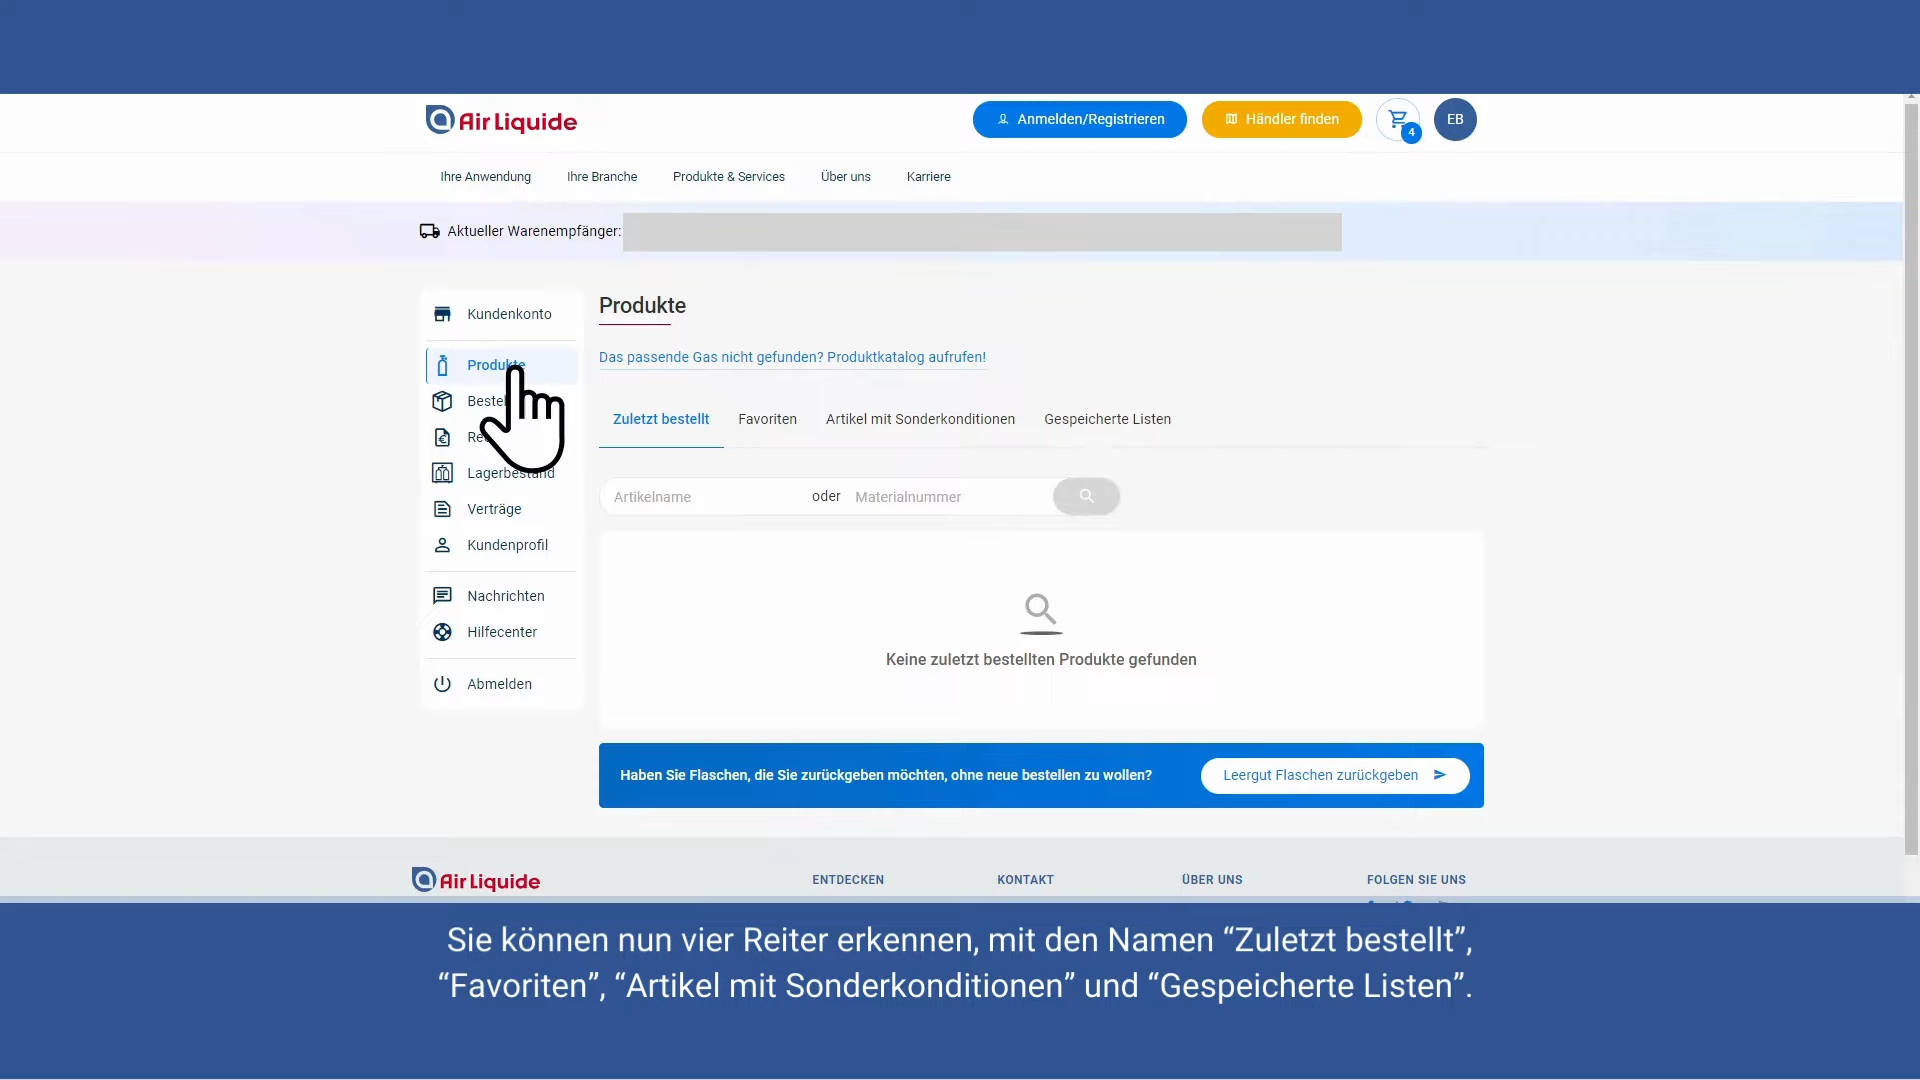 Air Liquide
Anmelden/Registrieren
Händler finden
4
EB
Ihre Anwendung
Ihre Branche
Produkte & Services
Über uns
Karriere
Aktueller Warenempfänger:
Kundenkonto
Produkte
Lagerbestand
Verträge
Kundenprofil
Nachrichten
Hilfecenter
Abmelden
Produkte
Das passende Gas nicht gefunden? Produktkatalog aufrufen!
Zuletzt bestellt
Favoriten
Artikel mit Sonderkonditionen
Gespeicherte Listen
Artikelname
oder
Materialnummer
Keine zuletzt bestellten Produkte gefunden
Haben Sie Flaschen, die Sie zurückgeben möchten, ohne neue bestellen zu wollen?
Leergut Flaschen zurückgeben
Air Liquide
ENTDECKEN
KONTAKT
ÜBER UNS
FOLGEN SIE UNS
Sie können nun vier Reiter erkennen, mit den Namen “Zuletzt bestellt”,
“Favoriten”, “Artikel mit Sonderkonditionen” und “Gespeicherte Listen”.